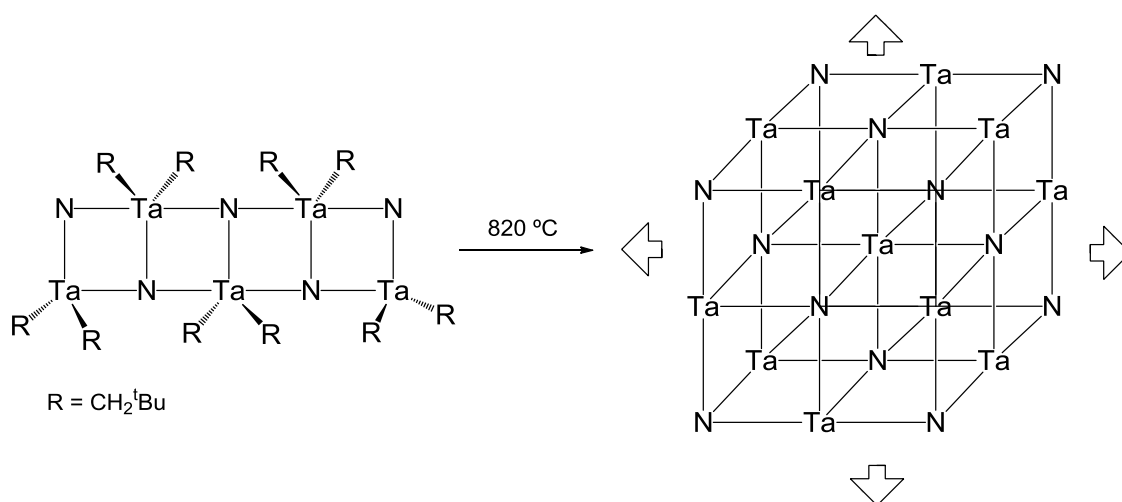 R R R R
N Ta N Ta N
Ta N Ta N Ta
R R R R R R
R = CH2tBu
820 ºC
N Ta N
Ta N Ta
N Ta N Ta
N Ta N
Ta N Ta N
Ta N Ta
N Ta N